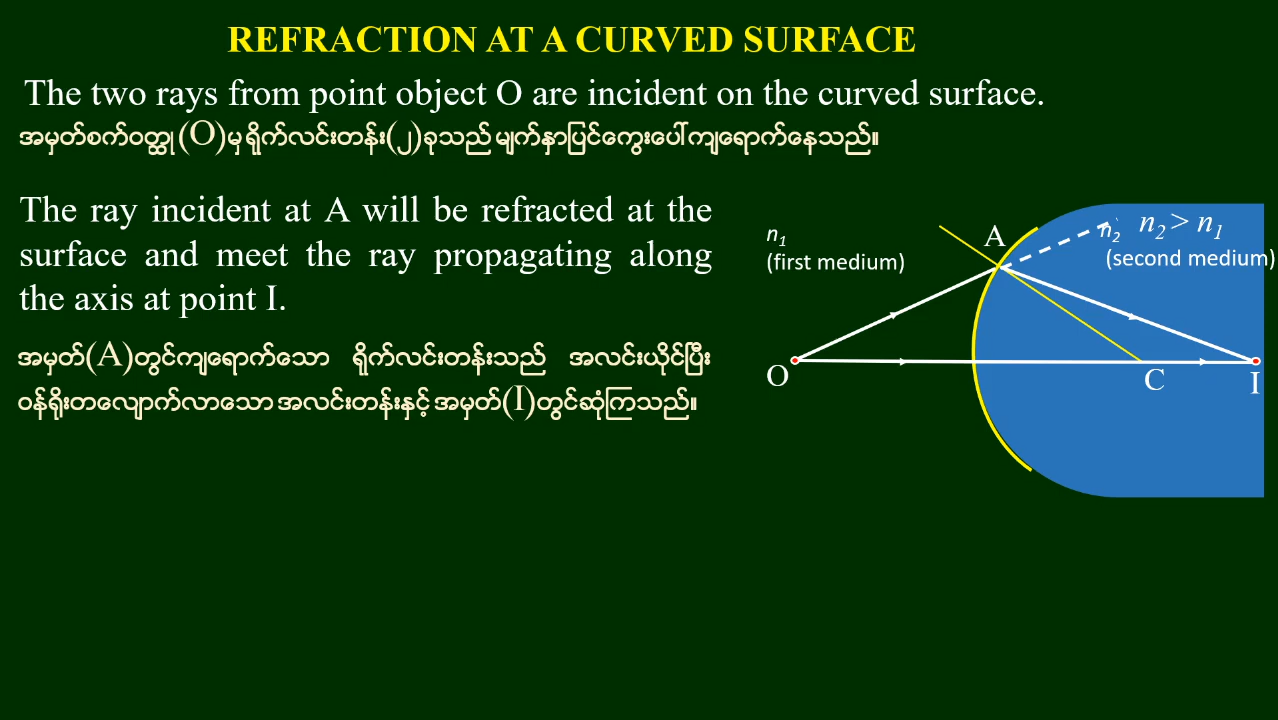 REFRACTION AT A CURVED SURFACE
The two rays from point object O are incident on the curved surface.
အမှတ်စက်ဝတ္ထု (O)မှ ရိုက်လင်းတန်း(၂)ခုသည် မျက်နှာပြင်ကွေးပေါ်ကျရောက်နေသည်။
The ray incident at A will be refracted at the
surface and meet the ray propagating along
the axis at point I.
အမှတ်(A)တွင်ကျရောက်သော ရိုက်လင်းတန်းသည် အလင်းယိုင်ပြီး
ဝန်ရိုးတလျောက်လာသော အလင်းတန်းနှင့် အမှတ်(I)တွင်ဆုံကြသည်။
n1
(first medium)
A
n2 n2 > n1
(second medium)
O
C
I